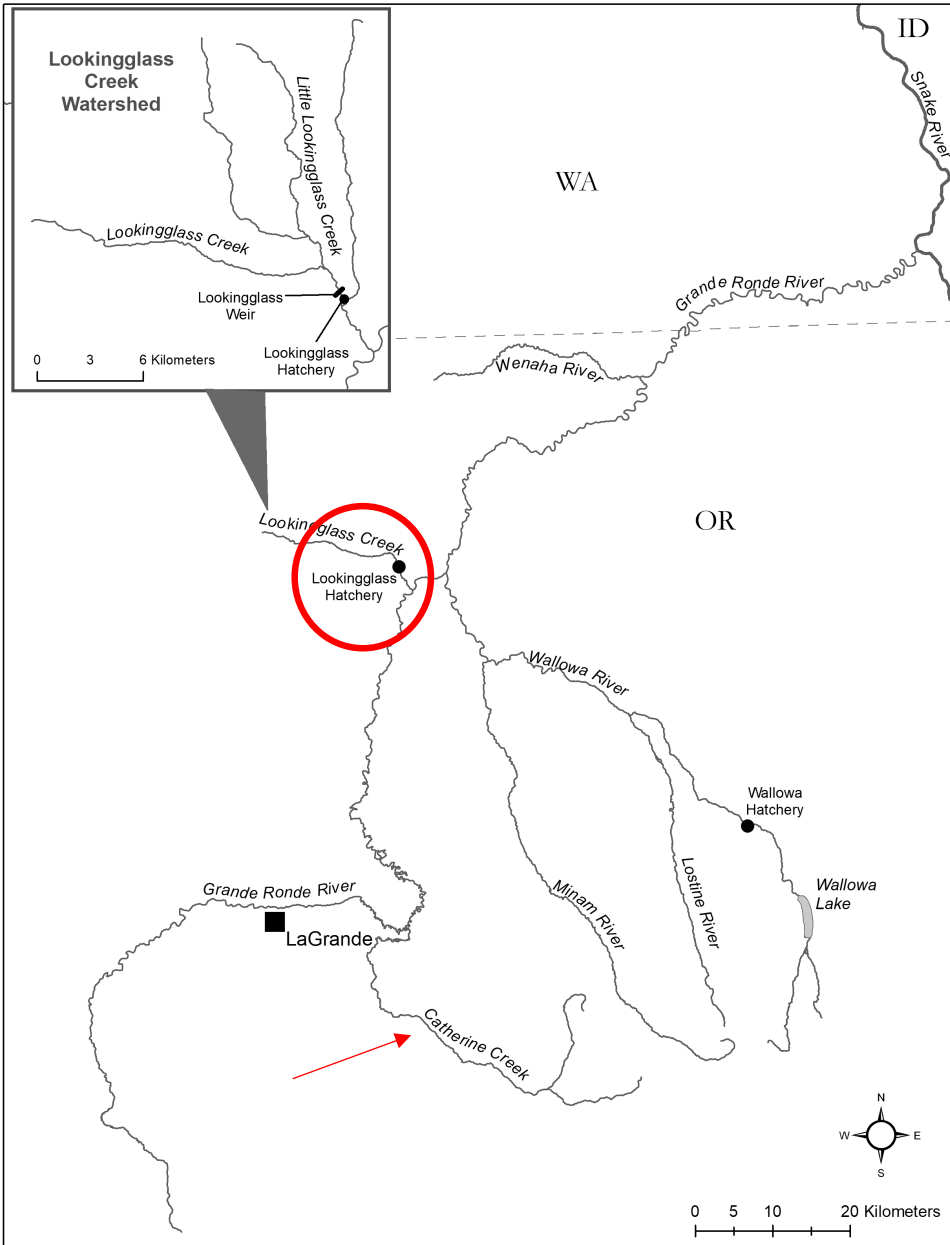 Lookingglass
Creek
Watershed
Little Lookingglass Creek
Lookingglass Creek
Lookingglass
Weir
Lookingglass
Hatchery
0 3 6 Kilometers
ID
Snake River
WA
Grande Ronde River
Wenaha River
OR
Lookingglass Creek
Lookingglass
Hatchery
Wallowa River
Wallowa
Hatchery
Wallowa
Lake
Lostine River
Minam River
Grande Ronde River
LaGrande
Catherine Creek
N
W E
S
0 5 10 20 Kilometers